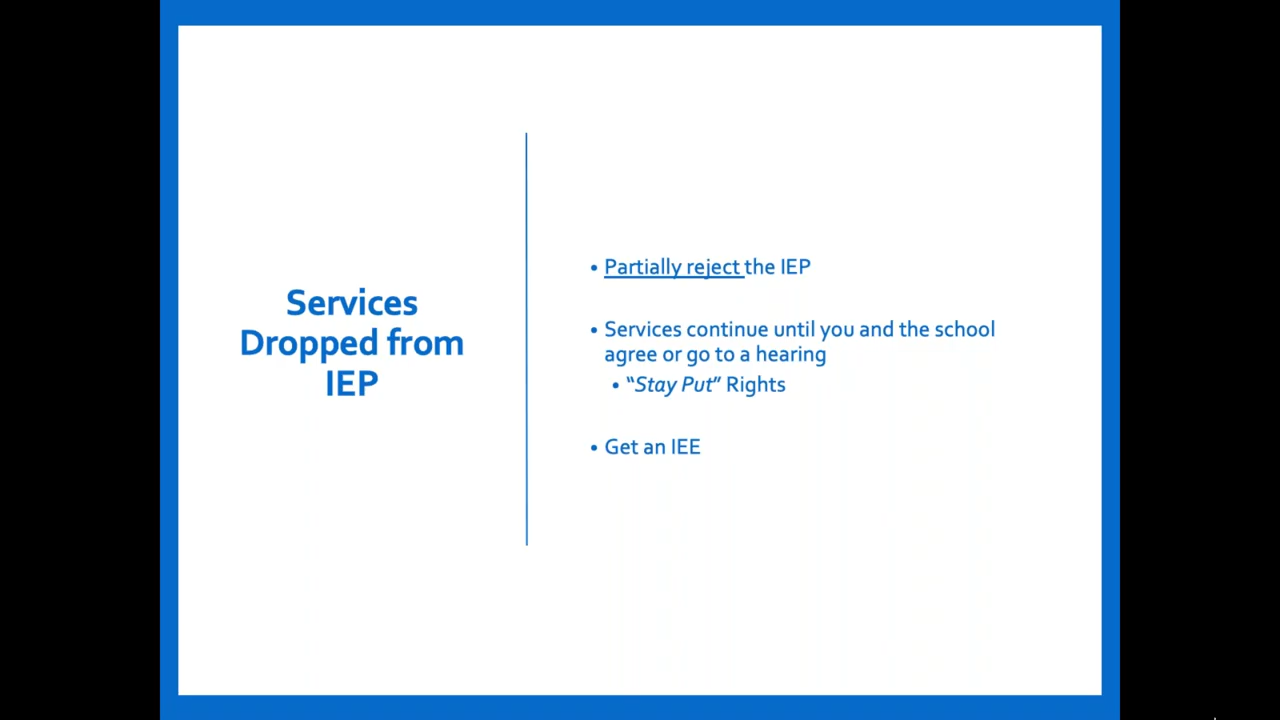 Services
Dropped from
IEP
• Partially reject the IEP
• Services continue until you and the school
agree or go to a hearing
• “Stay Put” Rights
• Get an IEE